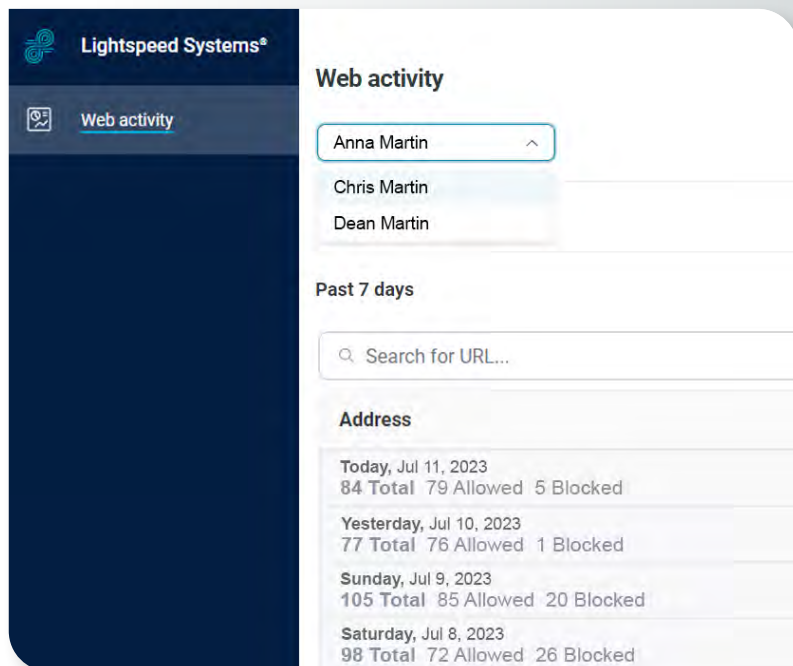 Lightspeed Systems®
Web activity
Web activity
Anna Martin
Chris Martin
Dean Martin
Past 7 days
Search for URL...
Address
Today, Jul 11, 2023
84 Total 79 Allowed 5 Blocked
Yesterday, Jul 10, 2023
77 Total 76 Allowed 1 Blocked
Sunday, Jul 9, 2023
105 Total 85 Allowed 20 Blocked
Saturday, Jul 8, 2023
98 Total 72 Allowed 26 Blocked